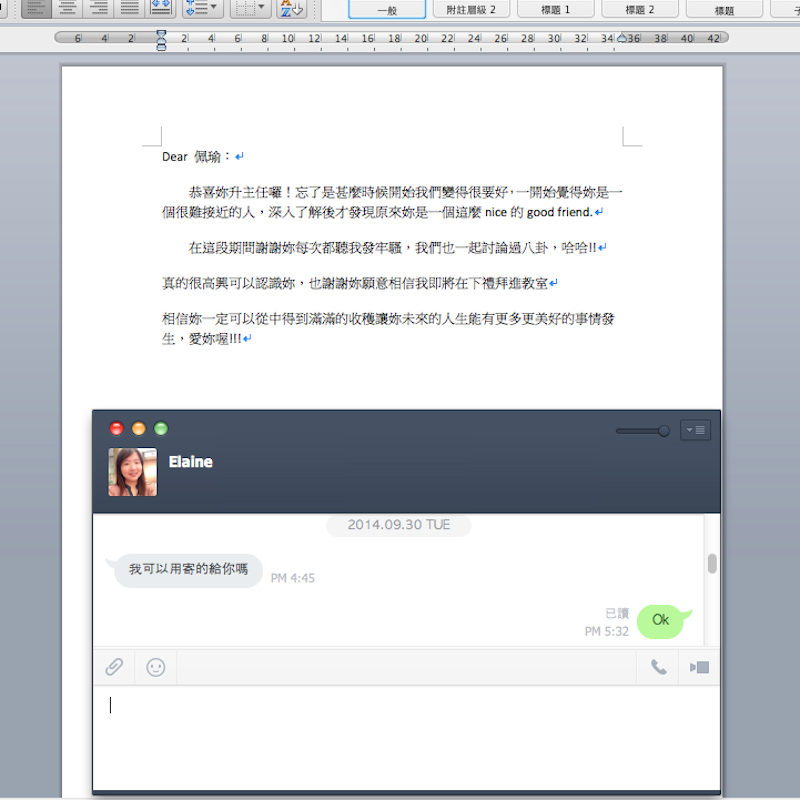 一般 附註層級 2 標題 1 標題 2 標題
6 4 2 2 4 6 8 10 12 14 16 18 20 22 24 26 28 30 32 34 36 38 40 42
Dear 佩瑜：
恭喜妳升主任囉！忘了是甚麼時候開始我們變得很要好，一開始覺得妳是一
個很難接近的人，深入了解後才發現原來妳是一個這麼 nice 的 good friend.
在這段期間謝謝妳每次都聽我發牢騷，我們也一起討論過八卦，哈哈!!
真的很高興可以認識妳，也謝謝妳願意相信我即將在下禮拜進教室
相信妳一定可以從中得到滿滿的收穫讓妳未來的人生能有更多更美好的事情發
生，愛妳喔!!!
Elaine
2014.09.30 TUE
我可以用寄的給你嗎
PM 4:45
已讀
PM 5:32
Ok